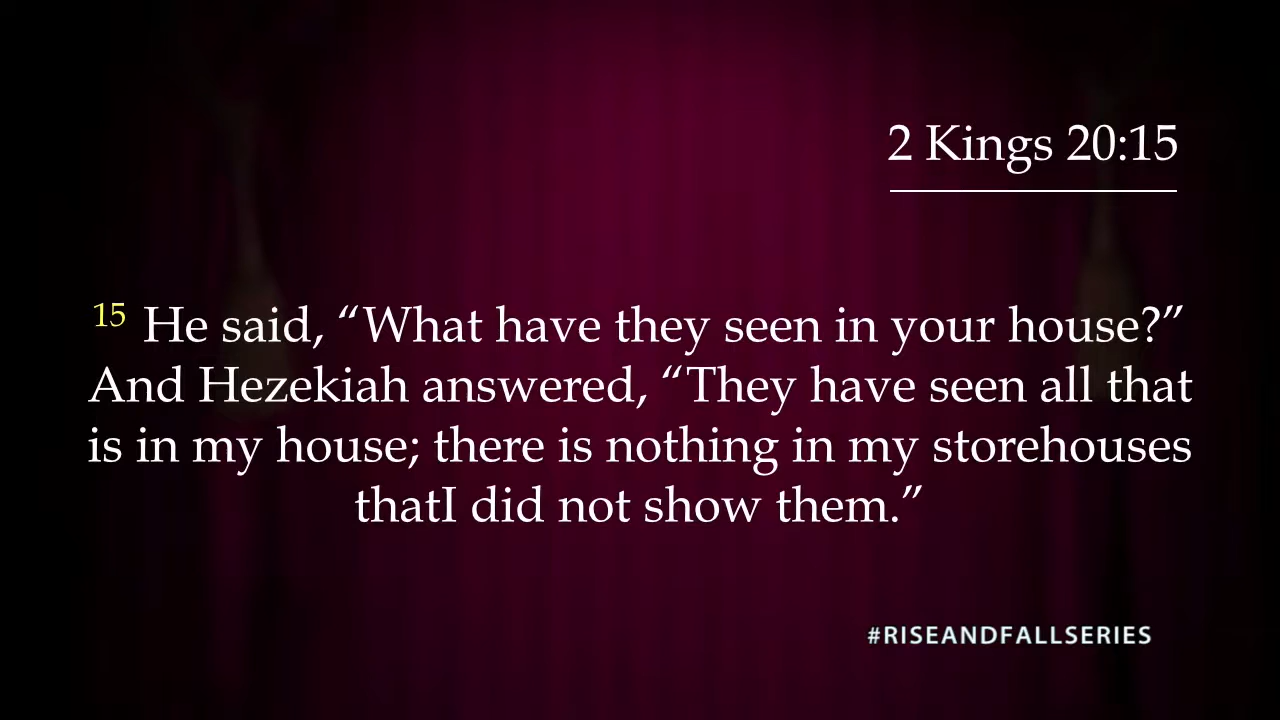 2 Kings 20:15
15 He said, “What have they seen in your house?”
And Hezekiah answered, “They have seen all that
is in my house; there is nothing in my storehouses
thatI did not show them.”
#RISEANDFALLSERIES